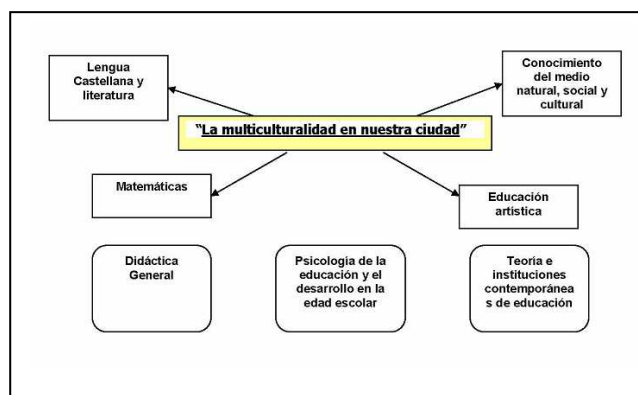 Lengua
Castellana y
literatura
Conocimiento
del medio
natural, social y
cultural
"La multiculturalidad en nuestra ciudad"
Matemáticas
Educación
artística
Didáctica
General
Psicología de la
educación y el
desarrollo en la
edad escolar
Teoría e
instituciones
contemporánea
s de educación